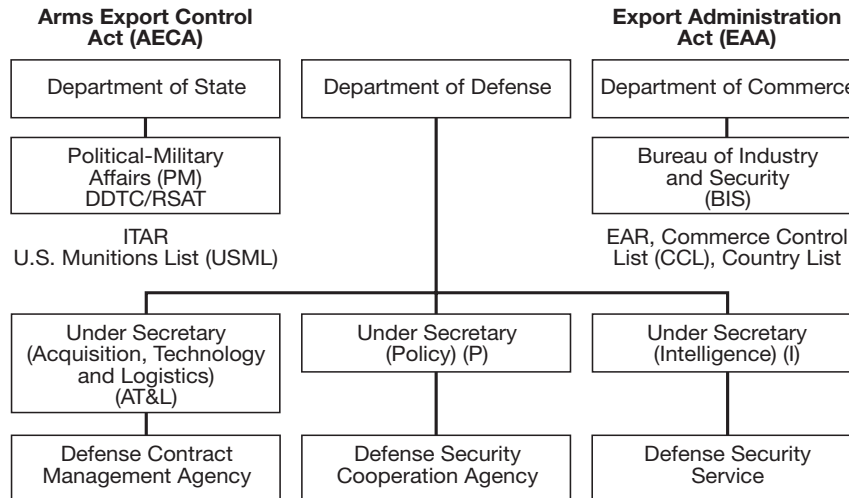 Arms Export Control
Act (AECA)
Export Administration
Act (EAA)
Department of State
Department of Defense
Department of Commerce
Political-Military
Affairs (PM)
DDTC/RSAT
Bureau of Industry
and Security
(BIS)
ITAR
U.S. Munitions List (USML)
EAR, Commerce Control
List (CCL), Country List
Under Secretary
(Acquisition, Technology
and Logistics)
(AT&L)
Under Secretary
(Policy) (P)
Under Secretary
(Intelligence) (I)
Defense Contract
Management Agency
Defense Security
Cooperation Agency
Defense Security
Service